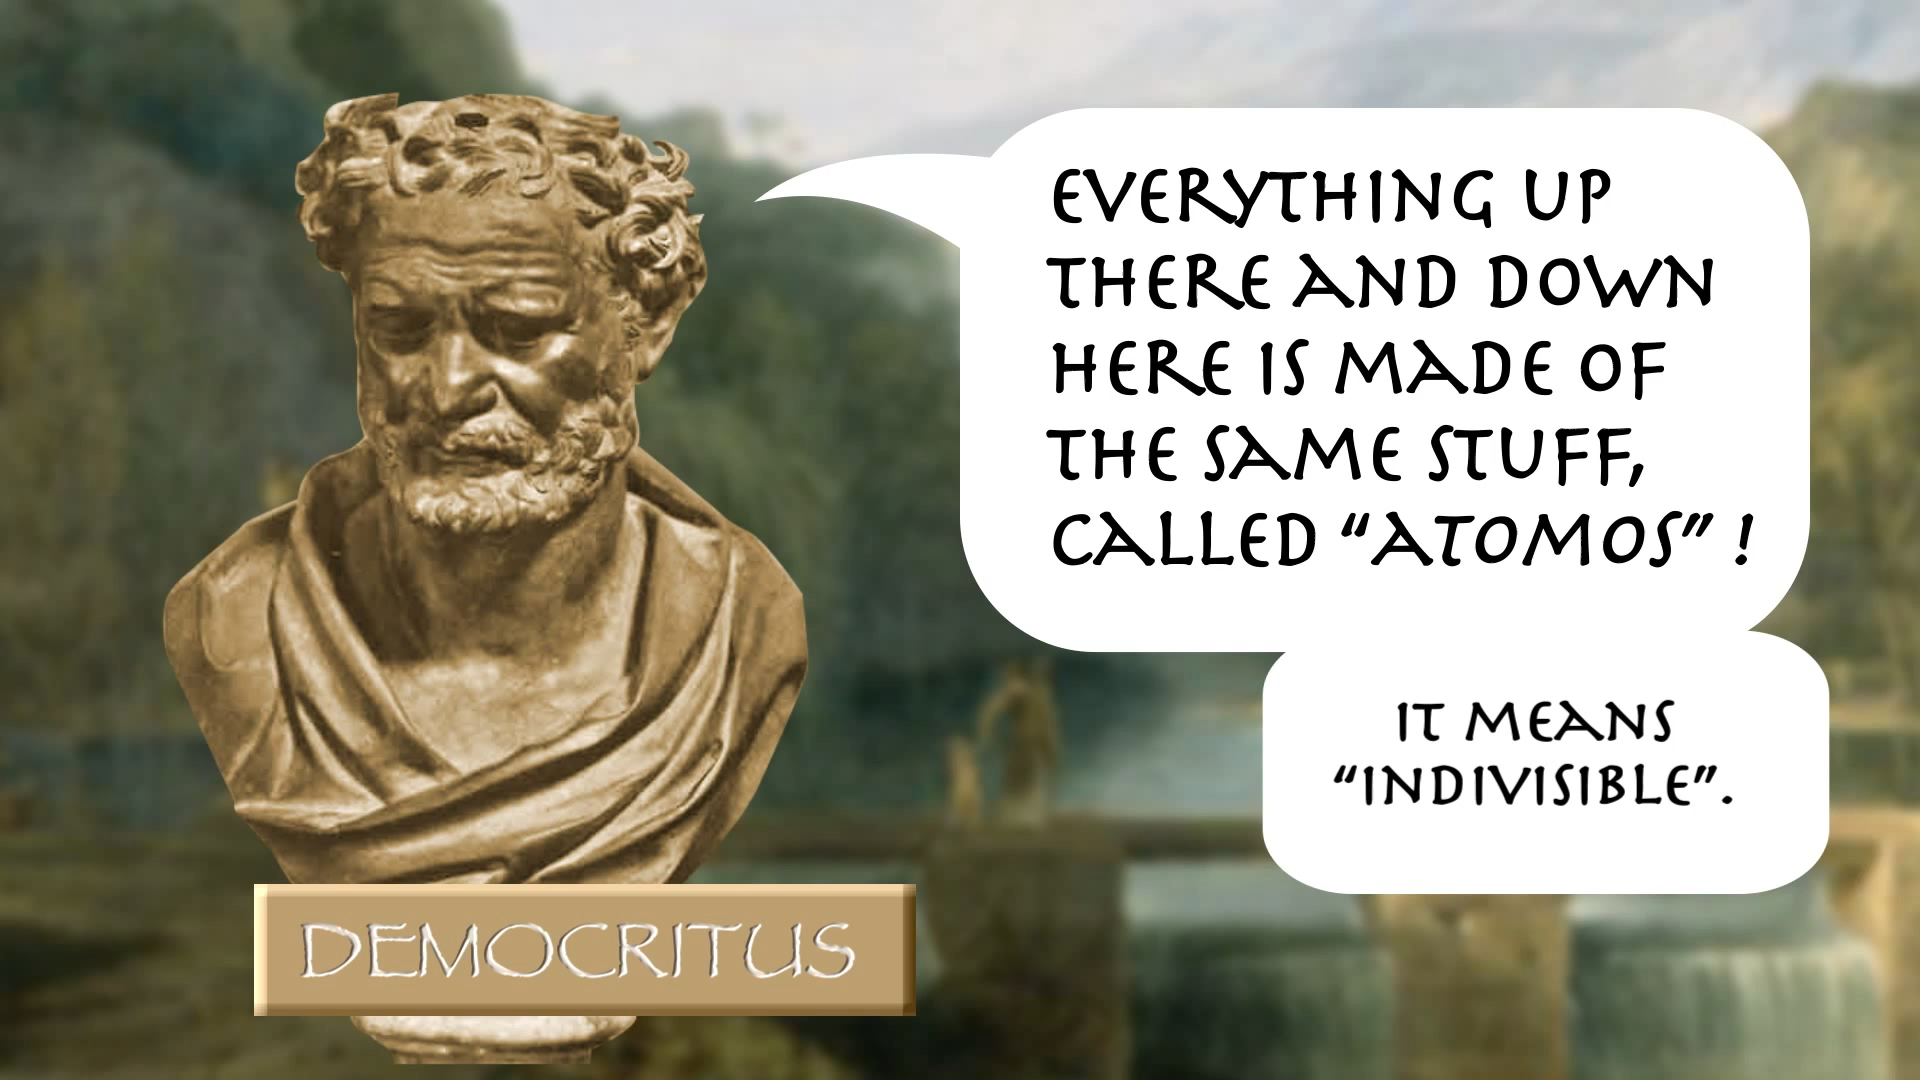 EVERYTHING UP
THERE AND DOWN
HERE IS MADE OF
THE SAME STUFF,
CALLED “ATOMOS” !
IT MEANS
“INDIVISIBLE”.
DEMOCRITUS